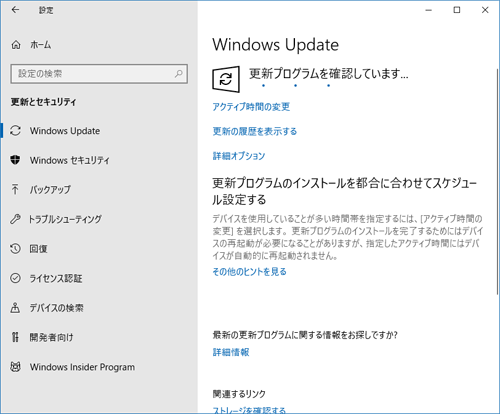 設定
ホーム
設定の検索
更新とセキュリティ
Windows Update
Windows セキュリティ
バックアップ
トラブルシューティング
回復
ライセンス認証
デバイスの検索
開発者向け
Windows Insider Program
Windows Update
更新プログラムを確認しています...
アクティブ時間の変更
更新の履歴を表示する
詳細オプション
更新プログラムのインストールを都合に合わせてスケジュー
ル設定する
デバイスを使用していることが多い時間帯を指定するには、[アクティブ時間の
変更] を選択します。更新プログラムのインストールを完了するためにはデバイス
の再起動が必要になることがありますが、指定したアクティブ時間にはデバ
イスが自動的に再起動されません。
その他のヒントを見る
最新の更新プログラムに関する情報をお探しですか?
詳細情報
関連するリンク
ストレージを確認する